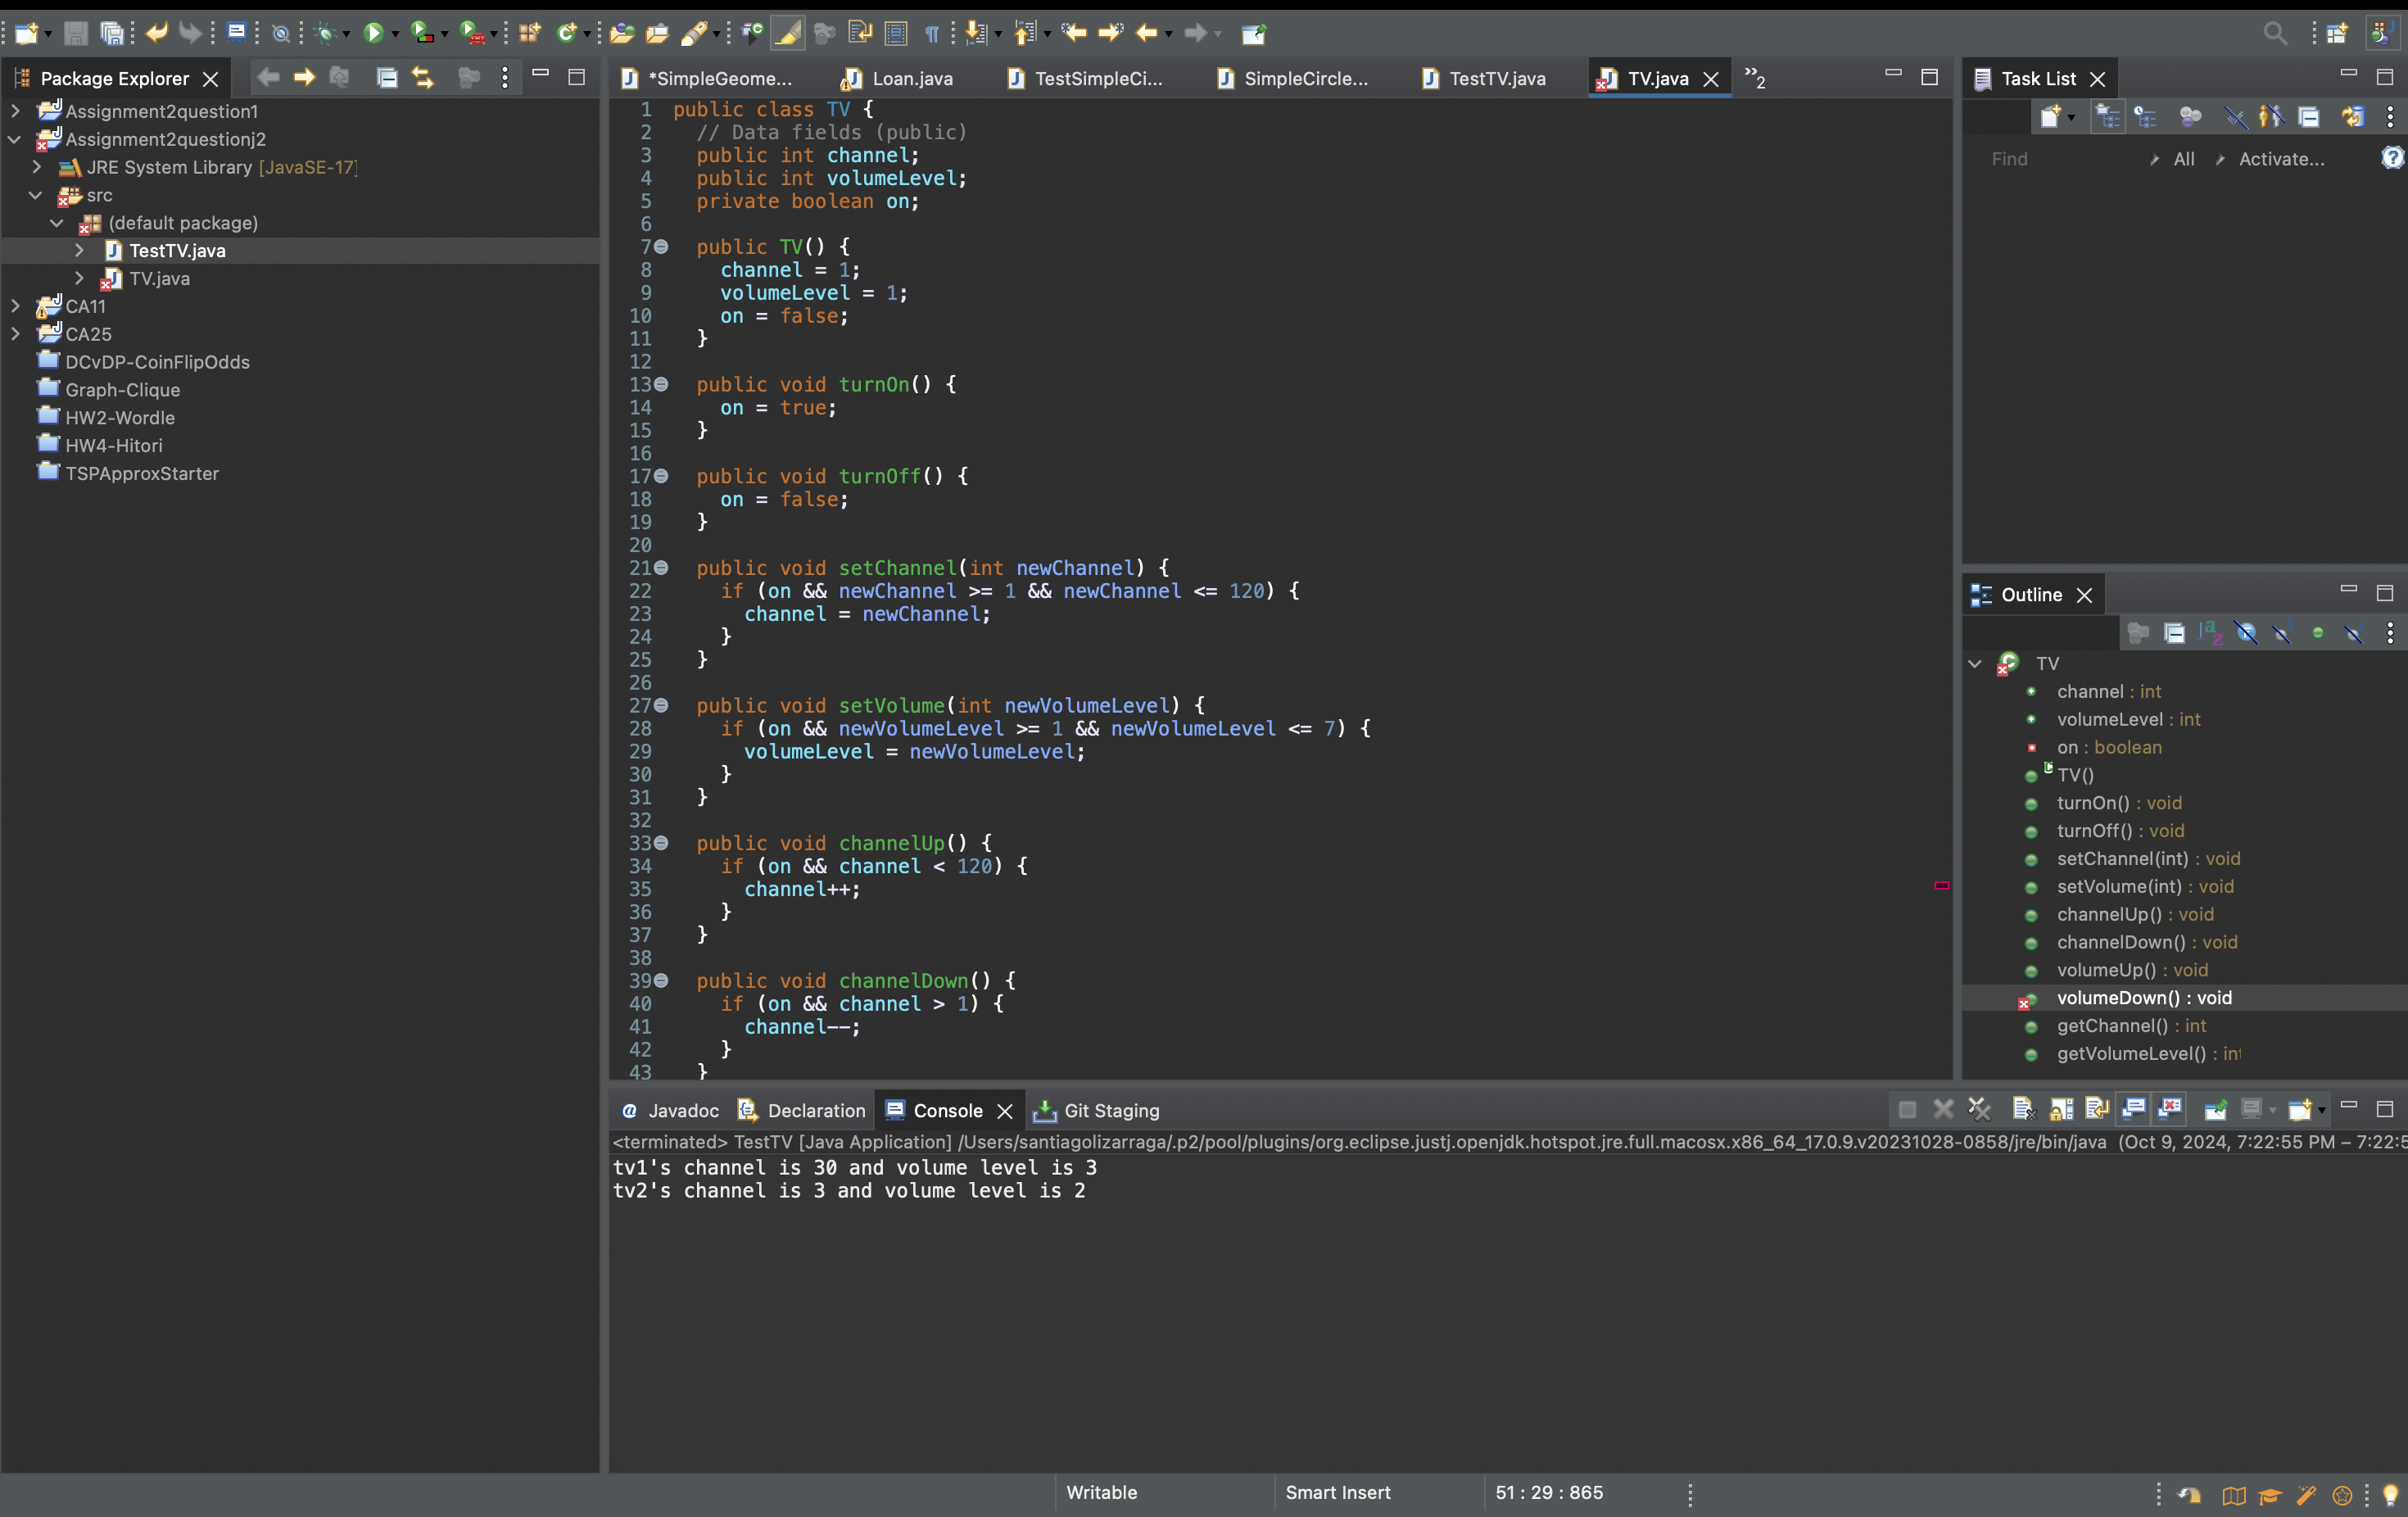 Package Explorer
Assignment2question1
Assignment2questionj2
JRE System Library [JavaSE-17]
src
(default package)
TestTV.java
TV.java
CA11
CA25
DCvDP-CoinFlipOdds
Graph-Clique
HW2-Wordle
HW4-Hitori
TSPApproxStarter
*SimpleGeome... Loan.java TestSimpleCi... SimpleCircle... TestTV.java TV.java »2
1 public class TV {
2 // Data fields (public)
3 public int channel;
4 public int volumeLevel;
5 private boolean on;
6
7 public TV() {
8 channel = 1;
9 volumeLevel = 1;
10 on = false;
11 }
12
13 public void turnOn() {
14 on = true;
15 }
16
17 public void turnOff() {
18 on = false;
19 }
20
21 public void setChannel(int newChannel) {
22 if (on && newChannel >= 1 && newChannel <= 120) {
23 channel = newChannel;
24 }
25 }
26
27 public void setVolume(int newVolumeLevel) {
28 if (on && newVolumeLevel >= 1 && newVolumeLevel <= 7) {
29 volumeLevel = newVolumeLevel;
30 }
31 }
32
33 public void channelUp() {
34 if (on && channel < 120) {
35 channel++;
36 }
37 }
38
39 public void channelDown() {
40 if (on && channel > 1) {
41 channel--;
42 }
43 }
Task List
Find All Activate...
Outline
TV
channel : int
volumeLevel : int
on : boolean
TV()
turnOn() : void
turnOff() : void
setChannel(int) : void
setVolume(int) : void
channelUp() : void
channelDown() : void
volumeUp() : void
volumeDown() : void
getChannel() : int
getVolumeLevel() : int
Javadoc Declaration Console Git Staging
<terminated> TestTV [Java Application] /Users/santiagolizarraga/.p2/pool/plugins/org.eclipse.justj.openjdk.hotspot.jre.full.macosx.x86_64_17.0.9.v20231028-0858/jre/bin/java (Oct 9, 2024, 7:22:55 PM – 7:22:5
tv1's channel is 30 and volume level is 3
tv2's channel is 3 and volume level is 2
Writable Smart Insert 51 : 29 : 865